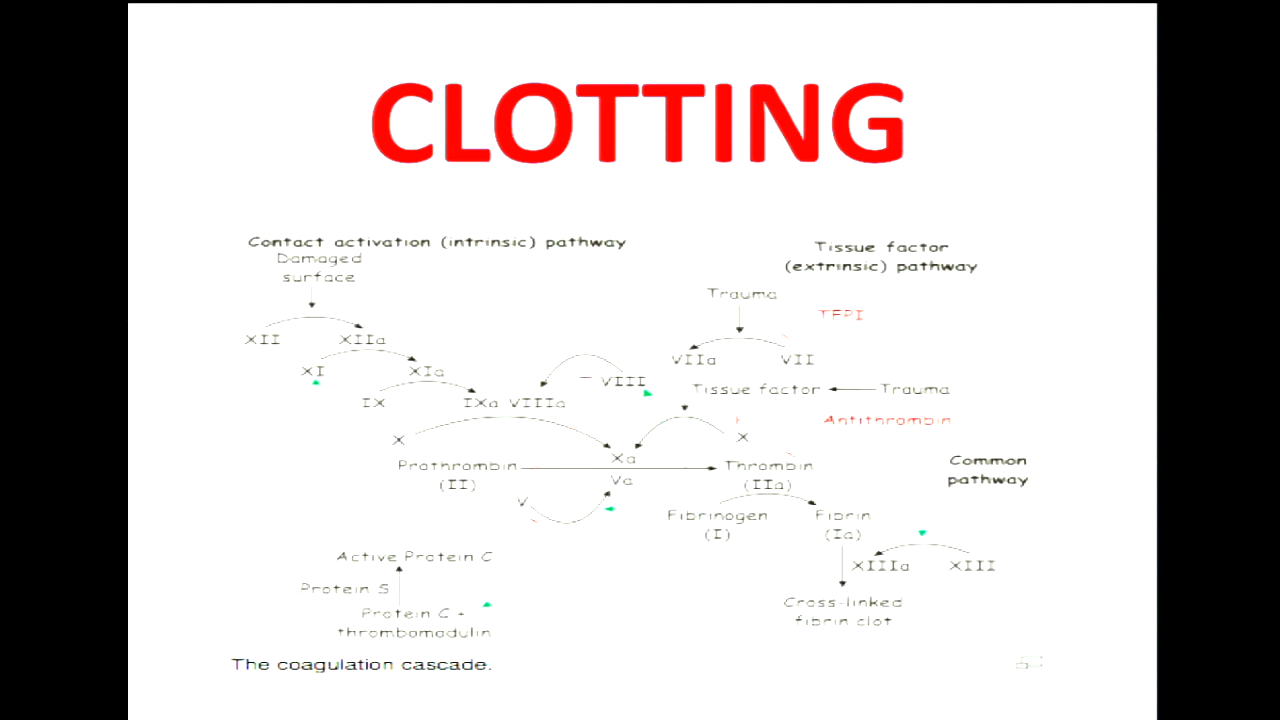 CLOTTING
Contact activation (intrinsic) pathway
Damaged
surface
Tissue factor
(extrinsic) pathway
Trauma
TFPI
XII XIIa
VIIa VII
XI XIa
VIII
Tissue factor Trauma
IX IXa VIIIa
Antithrombin
X Xa X
Prothrombin
(II)
Va
Thrombin
(IIa)
Common
pathway
V
Fibrinogen
(I)
Fibrin
(Ia)
XIIIa XIII
Active Protein C
Protein S
Protein C +
thrombomodulin
Cross-linked
fibrin clot
The coagulation cascade.